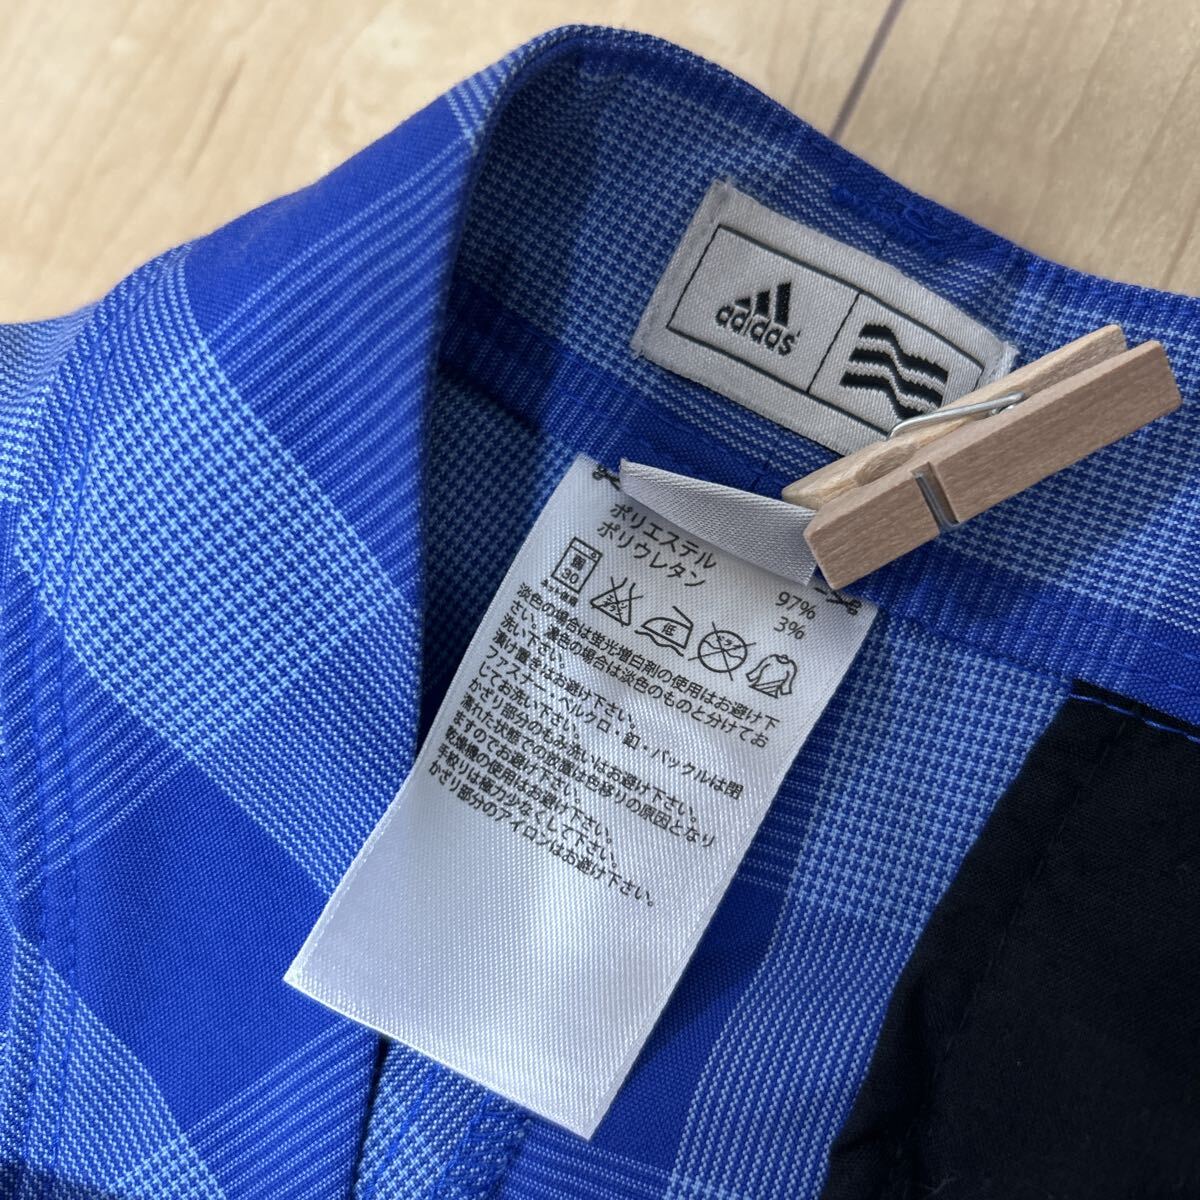 adidas
ポリエステル 97%
ポリウレタン 3%
弱
30
低
淡色の場合は蛍光増白剤の使用はお避け下
さい。濃色の場合は淡色のものと分けてお
洗い下さい。
漬け置きはお避け下さい。
ファスナー・ベルクロ・釦・バックルは閉
じてお洗い下さい。
かざり部分のもみ洗いはお避け下さい。
濡れた状態での放置は色移りの原因となり
ますのでお避け下さい。
乾燥機の使用はお避け下さい。
手絞りは極力少なくして下さい。
かざり部分のアイロンはお避け下さい。